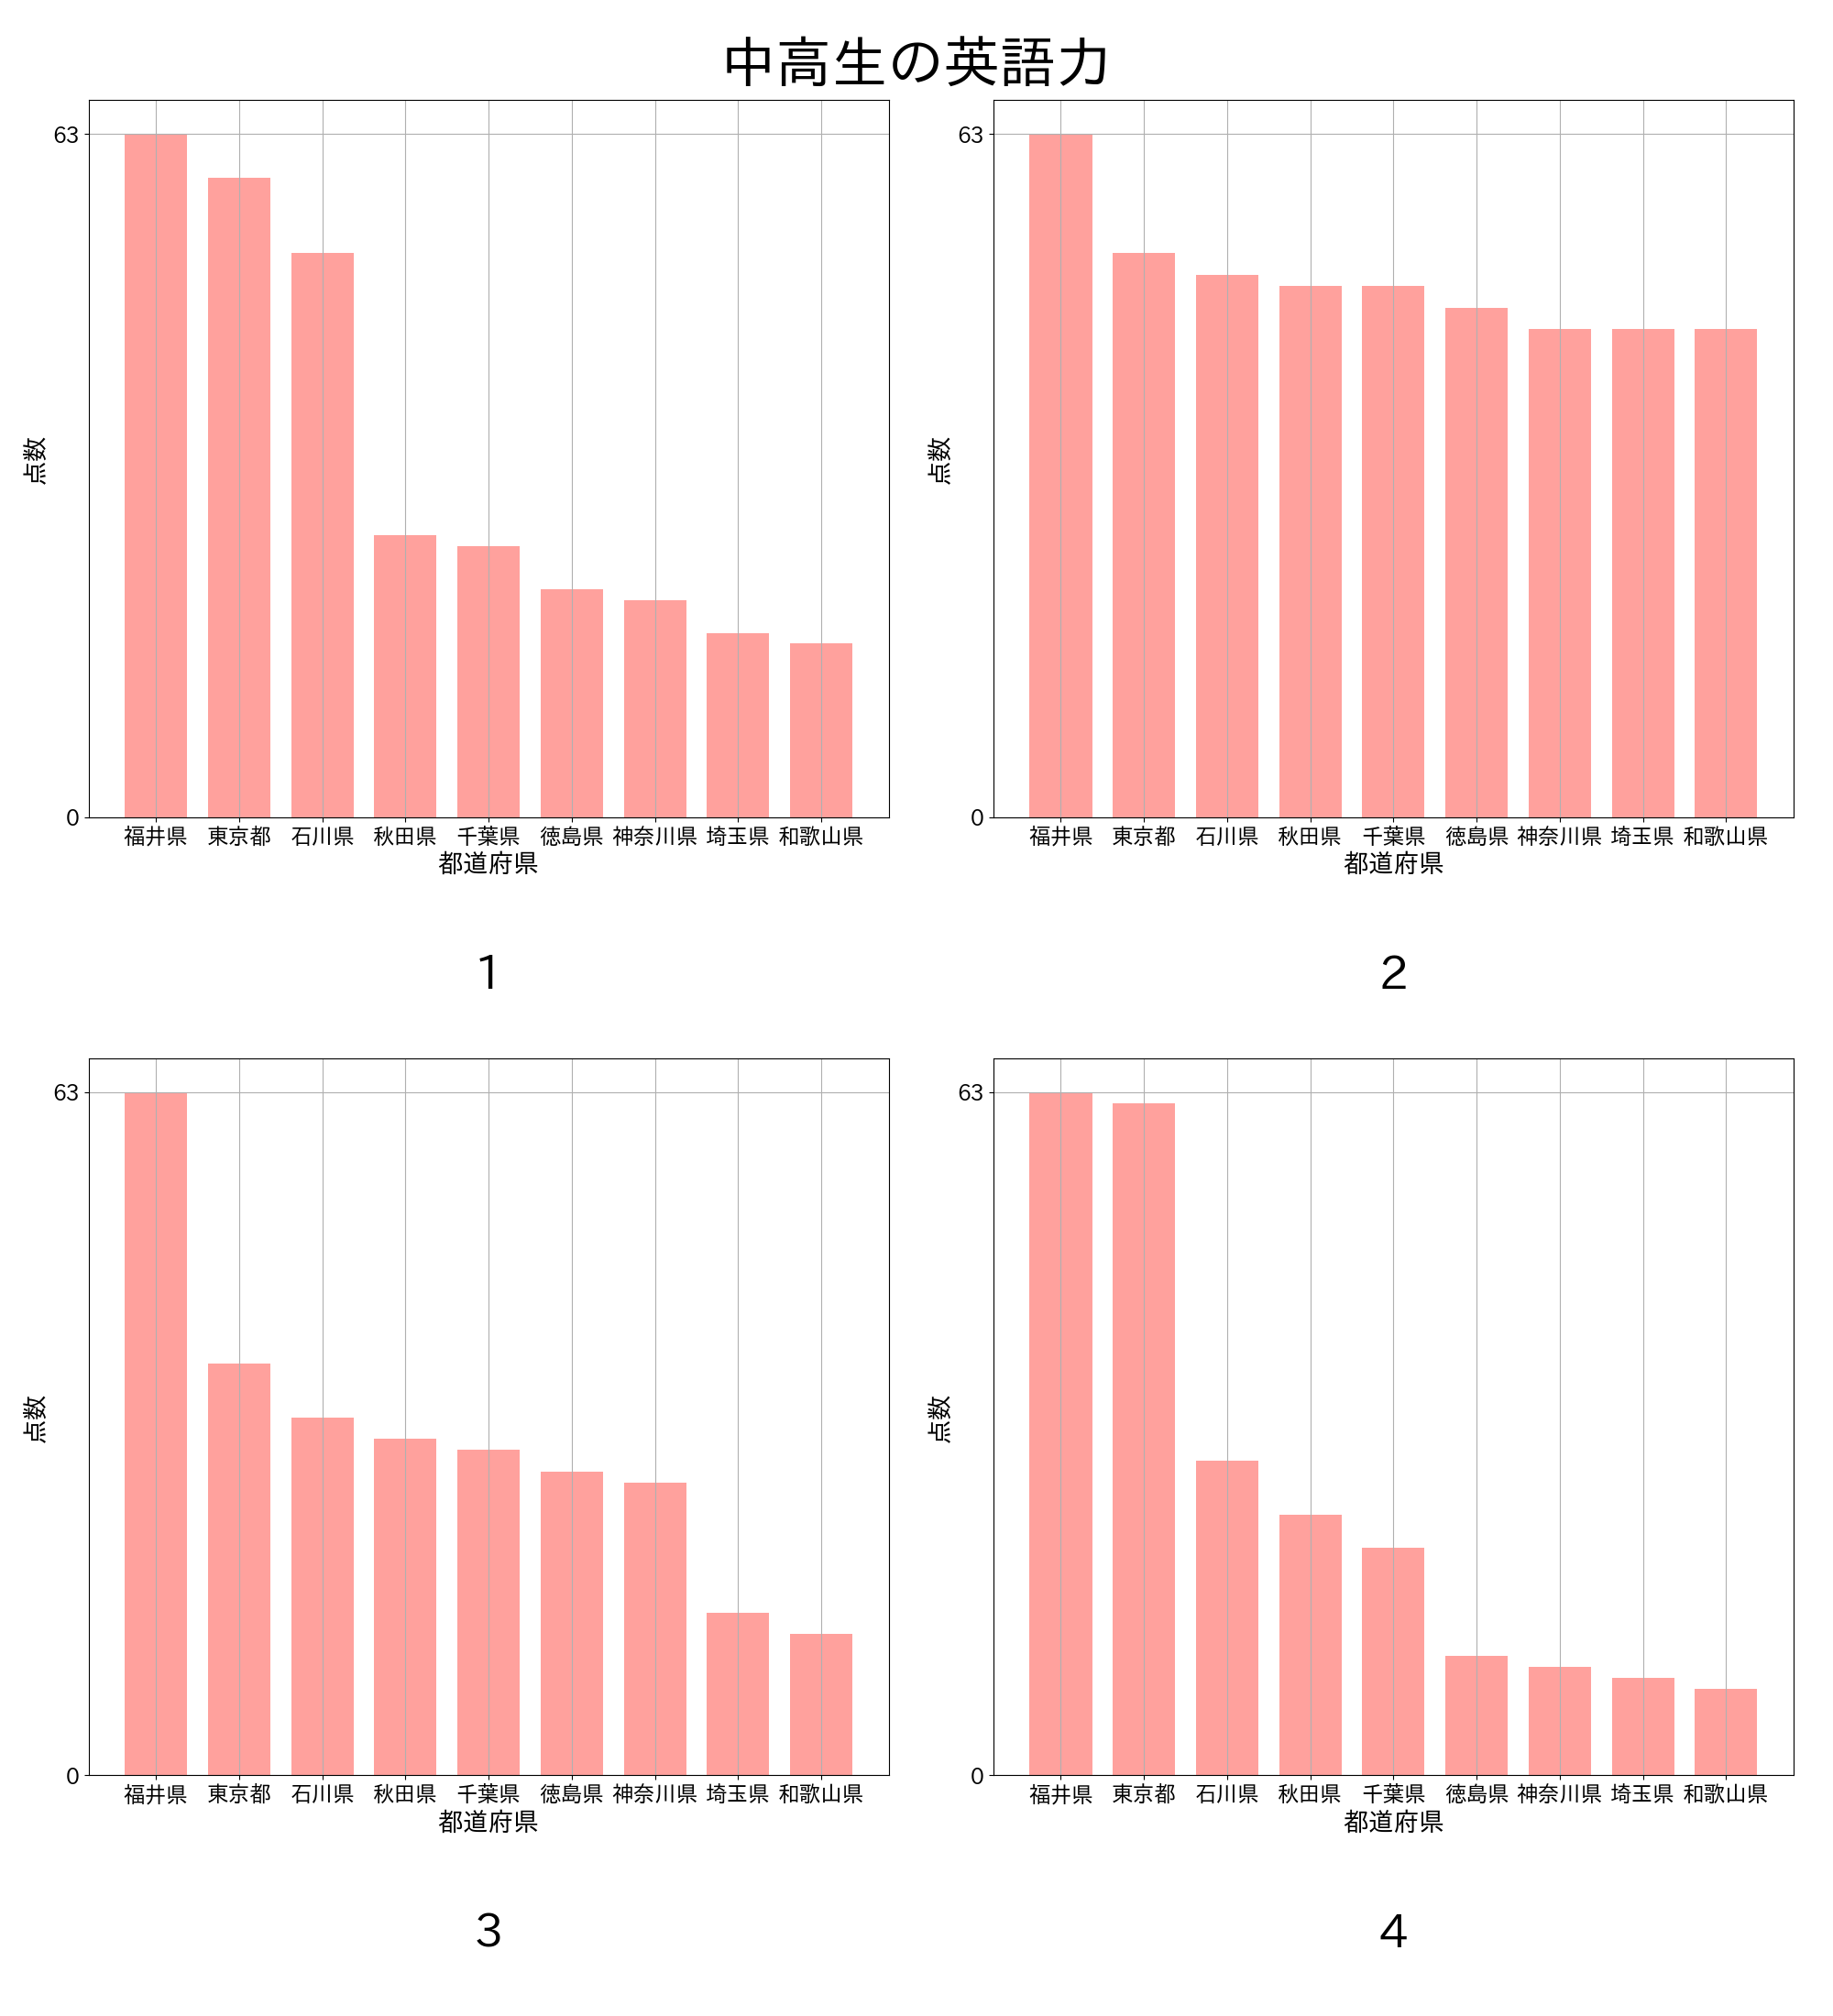 中高生の英語力
63
0
点数
福井県 東京都 石川県 秋田県 千葉県 徳島県 神奈川県 埼玉県 和歌山県
都道府県
1
63
0
点数
福井県 東京都 石川県 秋田県 千葉県 徳島県 神奈川県 埼玉県 和歌山県
都道府県
2
63
0
点数
福井県 東京都 石川県 秋田県 千葉県 徳島県 神奈川県 埼玉県 和歌山県
都道府県
3
63
0
点数
福井県 東京都 石川県 秋田県 千葉県 徳島県 神奈川県 埼玉県 和歌山県
都道府県
4